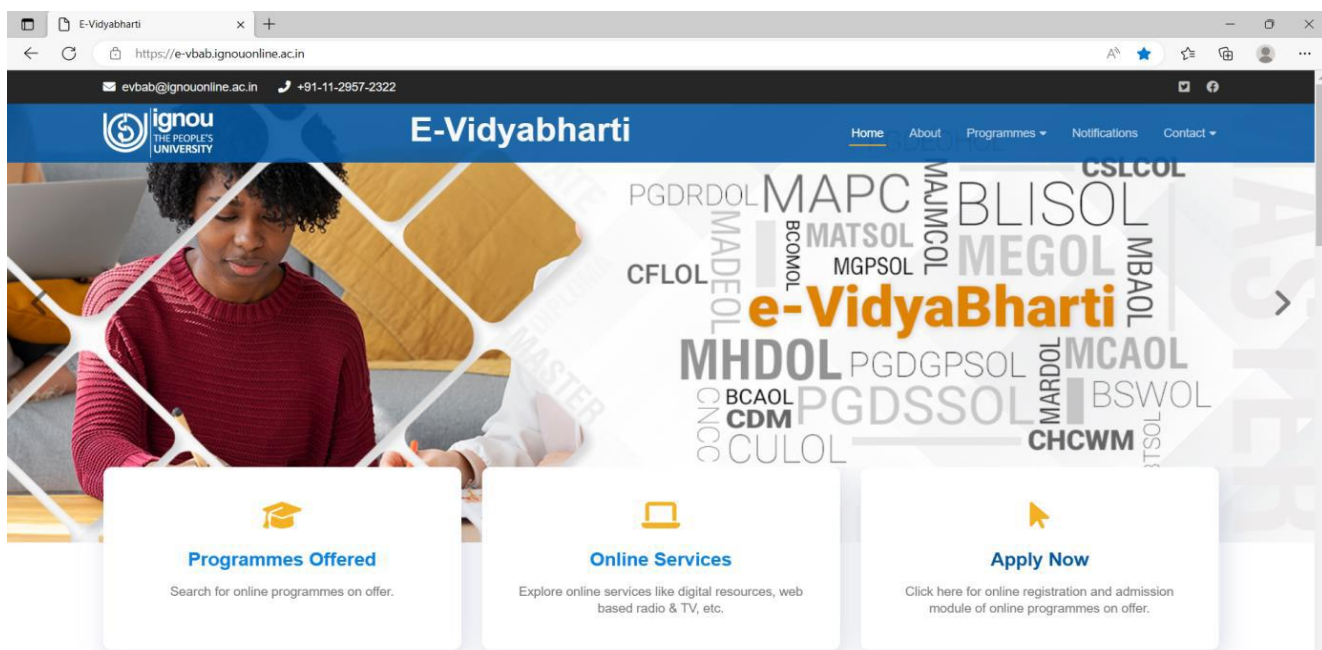 E-Vidyabharti
https://e-vbab.ignouonline.ac.in
evbab@ignouonline.ac.in +91-11-2957-2322
ignou
THE PEOPLE'S
UNIVERSITY
E-Vidyabharti
Home About Programmes Notifications Contact
CSLCOL
PGDRDOL MAPC MAJMCOL BLISOL
MADEOL BCOMOL MATSOL
CFLOL MGPSOL MEGOL MBAOL
e-VidyaBharti
MHDOL PGDGPSOL MARDOL MCAOL
CNCC BCAOL PGDSSOL BSWOL
CDM
CULOL CHCWM BTSOL
MASTER
Programmes Offered
Search for online programmes on offer.
Online Services
Explore online services like digital resources, web
based radio & TV, etc.
Apply Now
Click here for online registration and admission
module of online programmes on offer.